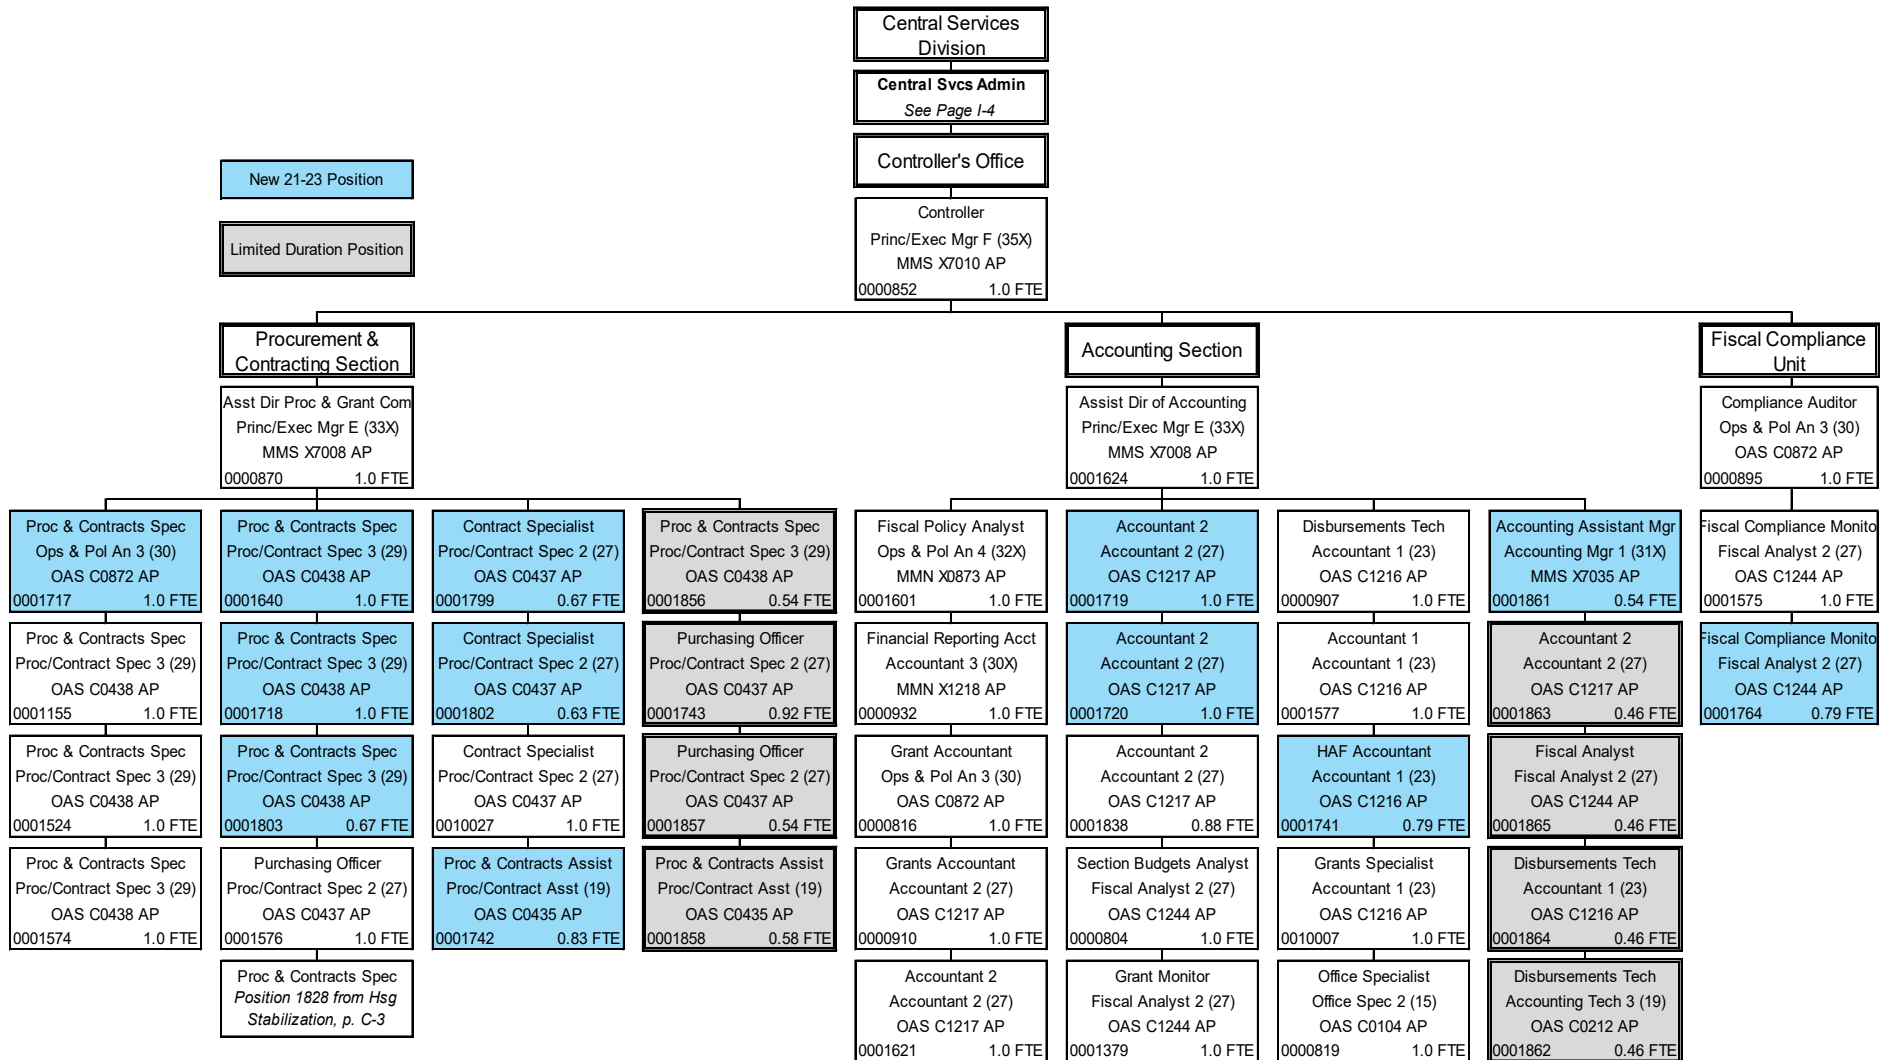 Central Services
Division
Central Svcs Admin
See Page I-4
Controller's Office
New 21-23 Position
Limited Duration Position
Controller
Princ/Exec Mgr F (35X)
MMS X7010 AP
0000852 1.0 FTE
Procurement &
Contracting Section
Asst Dir Proc & Grant Com
Princ/Exec Mgr E (33X)
MMS X7008 AP
0000870 1.0 FTE
Accounting Section
Assist Dir of Accounting
Princ/Exec Mgr E (33X)
MMS X7008 AP
0001624 1.0 FTE
Fiscal Compliance
Unit
Compliance Auditor
Ops & Pol An 3 (30)
OAS C0872 AP
0000895 1.0 FTE
Proc & Contracts Spec
Ops & Pol An 3 (30)
OAS C0872 AP
0001717 1.0 FTE
Proc & Contracts Spec
Proc/Contract Spec 3 (29)
OAS C0438 AP
0001155 1.0 FTE
Proc & Contracts Spec
Proc/Contract Spec 3 (29)
OAS C0438 AP
0001524 1.0 FTE
Proc & Contracts Spec
Proc/Contract Spec 3 (29)
OAS C0438 AP
0001574 1.0 FTE
Proc & Contracts Spec
Proc/Contract Spec 3 (29)
OAS C0438 AP
0001640 1.0 FTE
Proc & Contracts Spec
Proc/Contract Spec 3 (29)
OAS C0438 AP
0001718 1.0 FTE
Proc & Contracts Spec
Proc/Contract Spec 3 (29)
OAS C0438 AP
0001803 0.67 FTE
Purchasing Officer
Proc/Contract Spec 2 (27)
OAS C0437 AP
0001576 1.0 FTE
Proc & Contracts Spec
Position 1828 from Hsg
Stabilization, p. C-3
Contract Specialist
Proc/Contract Spec 2 (27)
OAS C0437 AP
0001799 0.67 FTE
Contract Specialist
Proc/Contract Spec 2 (27)
OAS C0437 AP
0001802 0.63 FTE
Contract Specialist
Proc/Contract Spec 2 (27)
OAS C0437 AP
0010027 1.0 FTE
Proc & Contracts Assist
Proc/Contract Asst (19)
OAS C0435 AP
0001742 0.83 FTE
Proc & Contracts Spec
Proc/Contract Spec 3 (29)
OAS C0438 AP
0001856 0.54 FTE
Purchasing Officer
Proc/Contract Spec 2 (27)
OAS C0437 AP
0001743 0.92 FTE
Purchasing Officer
Proc/Contract Spec 2 (27)
OAS C0437 AP
0001857 0.54 FTE
Proc & Contracts Assist
Proc/Contract Asst (19)
OAS C0435 AP
0001858 0.58 FTE
Fiscal Policy Analyst
Ops & Pol An 4 (32X)
MMN X0873 AP
0001601 1.0 FTE
Financial Reporting Acct
Accountant 3 (30X)
MMN X1218 AP
0000932 1.0 FTE
Grant Accountant
Ops & Pol An 3 (30)
OAS C0872 AP
0000816 1.0 FTE
Grants Accountant
Accountant 2 (27)
OAS C1217 AP
0000910 1.0 FTE
Accountant 2
Accountant 2 (27)
OAS C1217 AP
0001621 1.0 FTE
Accountant 2
Accountant 2 (27)
OAS C1217 AP
0001719 1.0 FTE
Accountant 2
Accountant 2 (27)
OAS C1217 AP
0001720 1.0 FTE
Accountant 2
Accountant 2 (27)
OAS C1217 AP
0001838 0.88 FTE
Section Budgets Analyst
Fiscal Analyst 2 (27)
OAS C1244 AP
0000804 1.0 FTE
Grant Monitor
Fiscal Analyst 2 (27)
OAS C1244 AP
0001379 1.0 FTE
Disbursements Tech
Accountant 1 (23)
OAS C1216 AP
0000907 1.0 FTE
Accountant 1
Accountant 1 (23)
OAS C1216 AP
0001577 1.0 FTE
HAF Accountant
Accountant 1 (23)
OAS C1216 AP
0001741 0.79 FTE
Grants Specialist
Accountant 1 (23)
OAS C1216 AP
0010007 1.0 FTE
Office Specialist
Office Spec 2 (15)
OAS C0104 AP
0000819 1.0 FTE
Accounting Assistant Mgr
Accounting Mgr 1 (31X)
MMS X7035 AP
0001861 0.54 FTE
Accountant 2
Accountant 2 (27)
OAS C1217 AP
0001863 0.46 FTE
Fiscal Analyst
Fiscal Analyst 2 (27)
OAS C1244 AP
0001865 0.46 FTE
Disbursements Tech
Accountant 1 (23)
OAS C1216 AP
0001864 0.46 FTE
Disbursements Tech
Accounting Tech 3 (19)
OAS C0212 AP
0001862 0.46 FTE
Fiscal Compliance Monito
Fiscal Analyst 2 (27)
OAS C1244 AP
0001575 1.0 FTE
Fiscal Compliance Monito
Fiscal Analyst 2 (27)
OAS C1244 AP
0001764 0.79 FTE